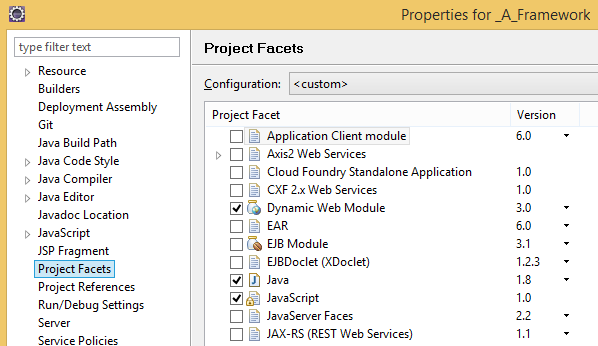 Properties for _A_Framework
type filter text
Resource
Builders
Deployment Assembly
Git
Java Build Path
Java Code Style
Java Compiler
Java Editor
Javadoc Location
JavaScript
JSP Fragment
Project Facets
Project References
Run/Debug Settings
Server
Service Policies
Project Facets
Configuration: <custom>
Project Facet Version
Application Client module 6.0
Axis2 Web Services
Cloud Foundry Standalone Application 1.0
CXF 2.x Web Services 1.0
Dynamic Web Module 3.0
EAR 6.0
EJB Module 3.1
EJBDoclet (XDoclet) 1.2.3
Java 1.8
JavaScript 1.0
JavaServer Faces 2.2
JAX-RS (REST Web Services) 1.1